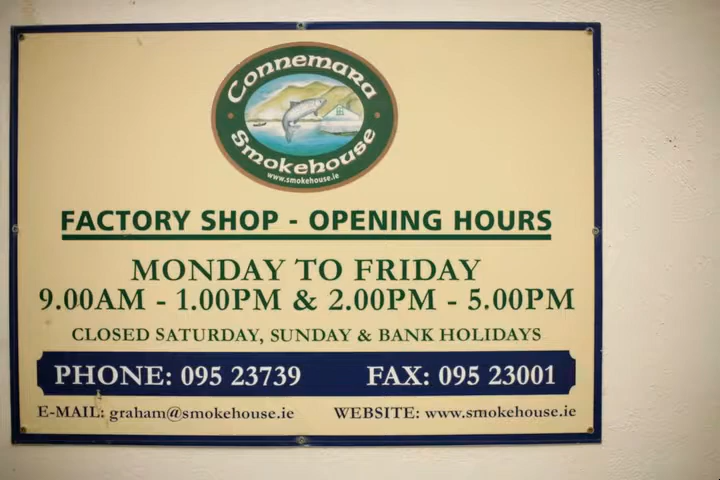 Connemara
Smokehouse
www.smokehouse.ie
FACTORY SHOP - OPENING HOURS
MONDAY TO FRIDAY
9.00AM - 1.00PM & 2.00PM - 5.00PM
CLOSED SATURDAY, SUNDAY & BANK HOLIDAYS
PHONE: 095 23739 FAX: 095 23001
E-MAIL: graham@smokehouse.ie WEBSITE: www.smokehouse.ie